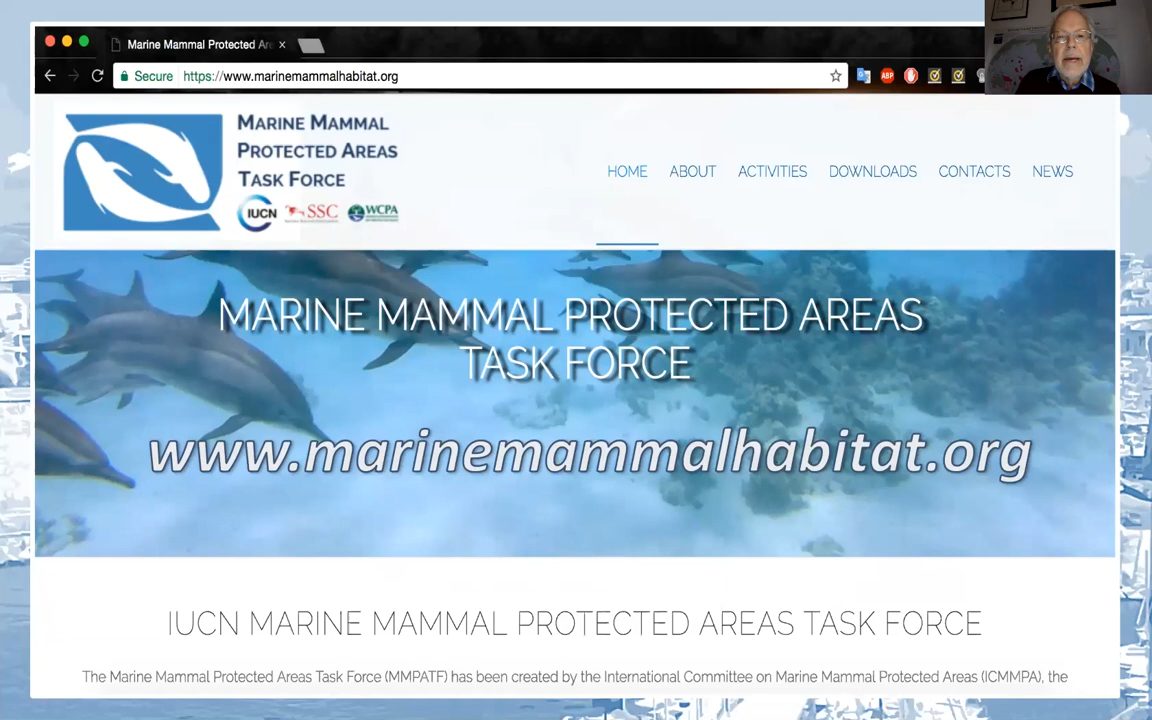 Marine Mammal Protected Are
Secure https://www.marinemammalhabitat.org
ABP
MARINE MAMMAL
PROTECTED AREAS
TASK FORCE
IUCN SSC WCPA
HOME ABOUT ACTIVITIES DOWNLOADS CONTACTS NEWS
MARINE MAMMAL PROTECTED AREAS
TASK FORCE
www.marinemammalhabitat.org
IUCN MARINE MAMMAL PROTECTED AREAS TASK FORCE
The Marine Mammal Protected Areas Task Force (MMPATF) has been created by the International Committee on Marine Mammal Protected Areas (ICMMPA), the